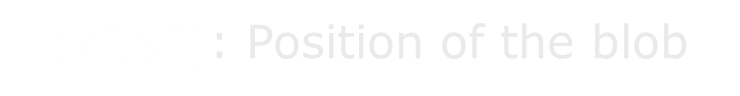 : Position of the blob